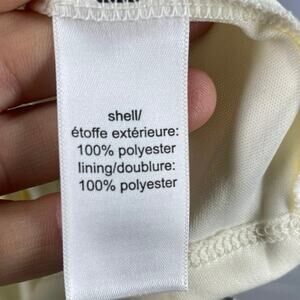 shell/
étoffe extérieure:
100% polyester
lining/doublure:
100% polyester